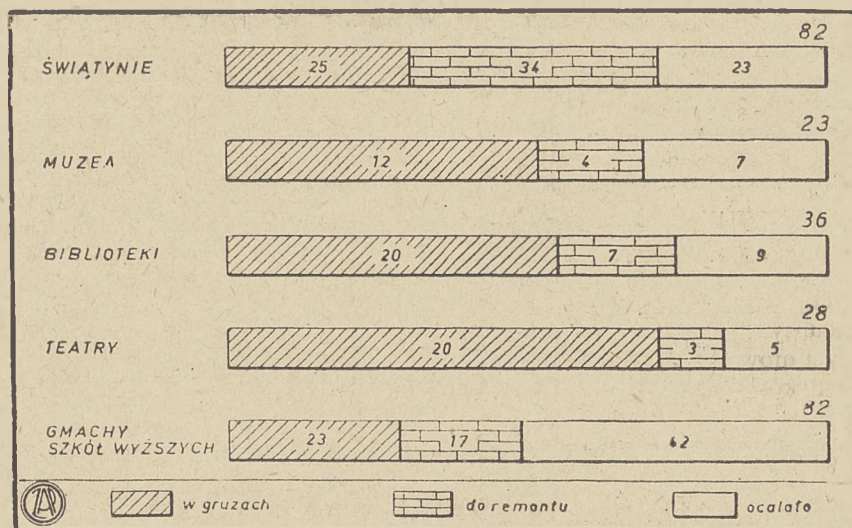 82
ŚWIĄTYNIE 25 34 23
23
MUZEA 12 4 7
36
BIBLIOTEKI 20 7 9
28
TEATRY 20 3 5
82
GMACHY
SZKÓŁ WYŻSZYCH 23 17 42
w gruzach do remontu ocalało